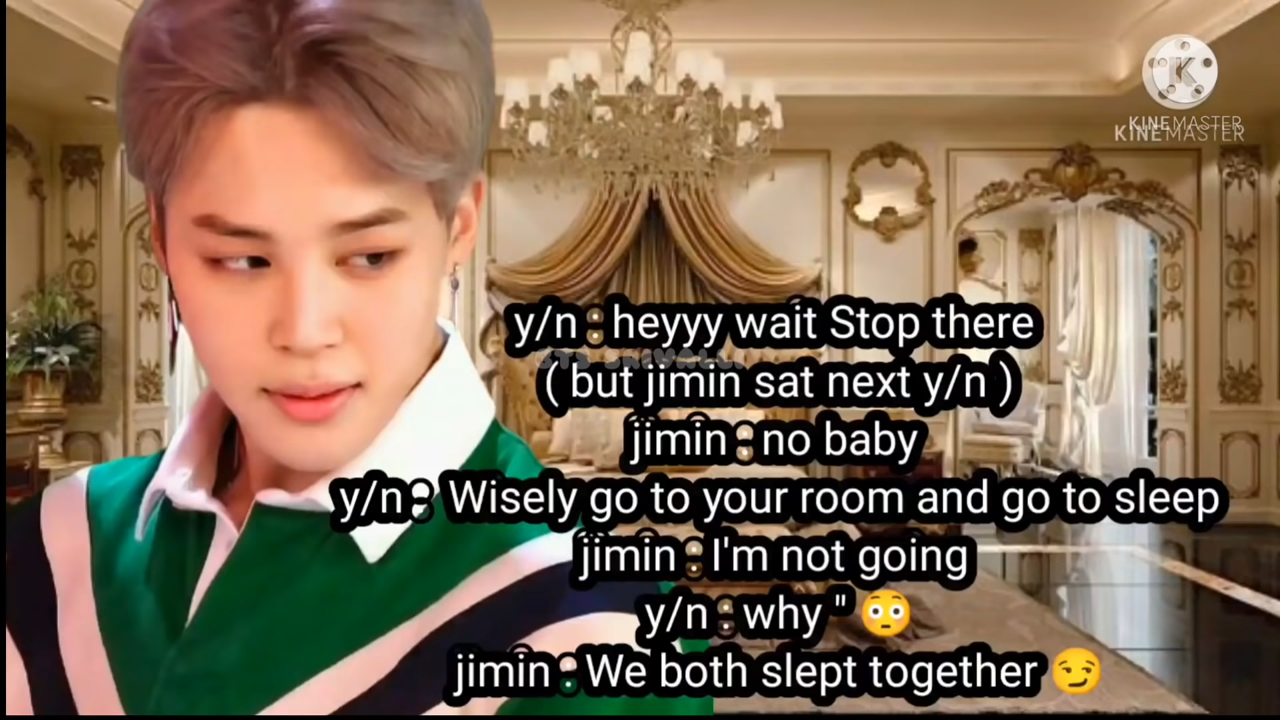 KINEMASTER
KINEMASTER
y/n : heyyy wait Stop there
( but jimin sat next y/n )
jimin : no baby
y/n : Wisely go to your room and go to sleep
jimin : I'm not going
y/n : why " 😳
jimin : We both slept together 😏